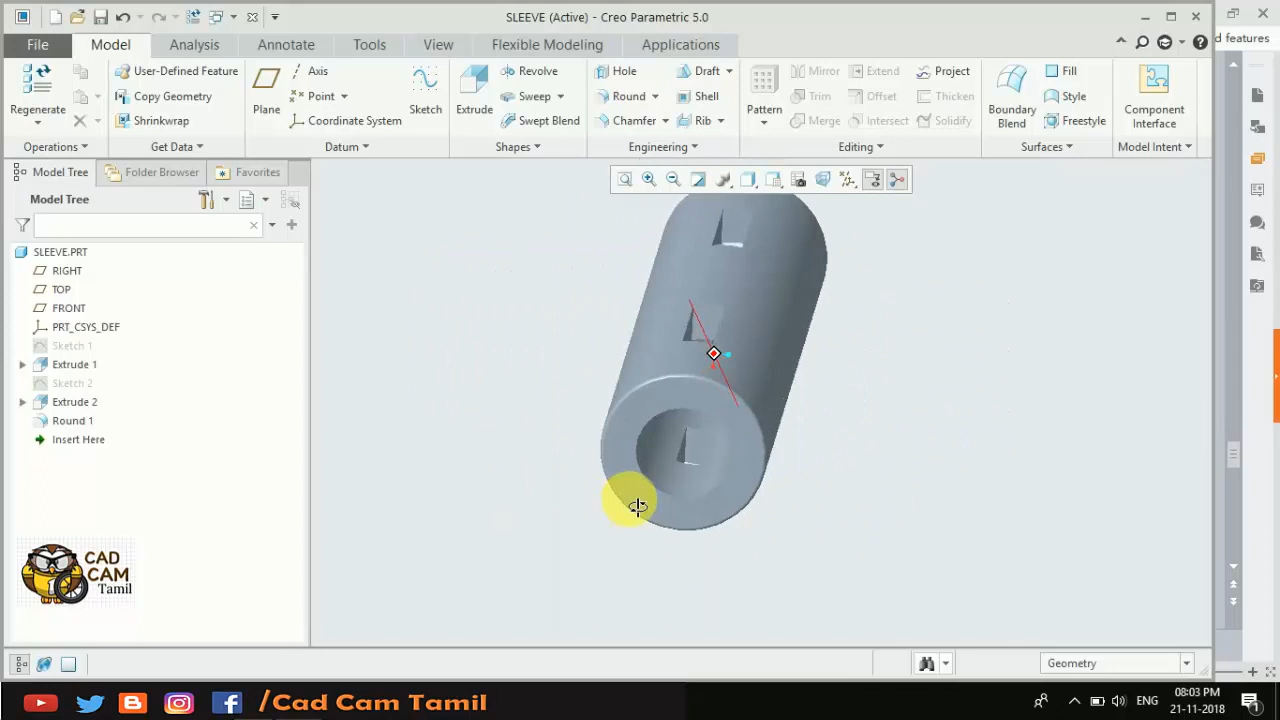 SLEEVE (Active) - Creo Parametric 5.0
File Model Analysis Annotate Tools View Flexible Modeling Applications
d features
Regenerate
User-Defined Feature
Copy Geometry
Shrinkwrap
Plane
Axis
Point
Coordinate System
Sketch
Extrude
Revolve
Sweep
Swept Blend
Hole
Round
Chamfer
Draft
Shell
Rib
Pattern
Mirror
Trim
Merge
Extend
Offset
Intersect
Project
Thicken
Solidify
Boundary
Blend
Fill
Style
Freestyle
Component
Interface
Operations Get Data Datum Shapes Engineering Editing Surfaces Model Intent
Model Tree Folder Browser Favorites
Model Tree
SLEEVE.PRT
RIGHT
TOP
FRONT
PRT_CSYS_DEF
Sketch 1
Extrude 1
Sketch 2
Extrude 2
Round 1
Insert Here
CAD
CAM
Tamil
Geometry
/Cad Cam Tamil
ENG
08:03 PM
21-11-2018
1